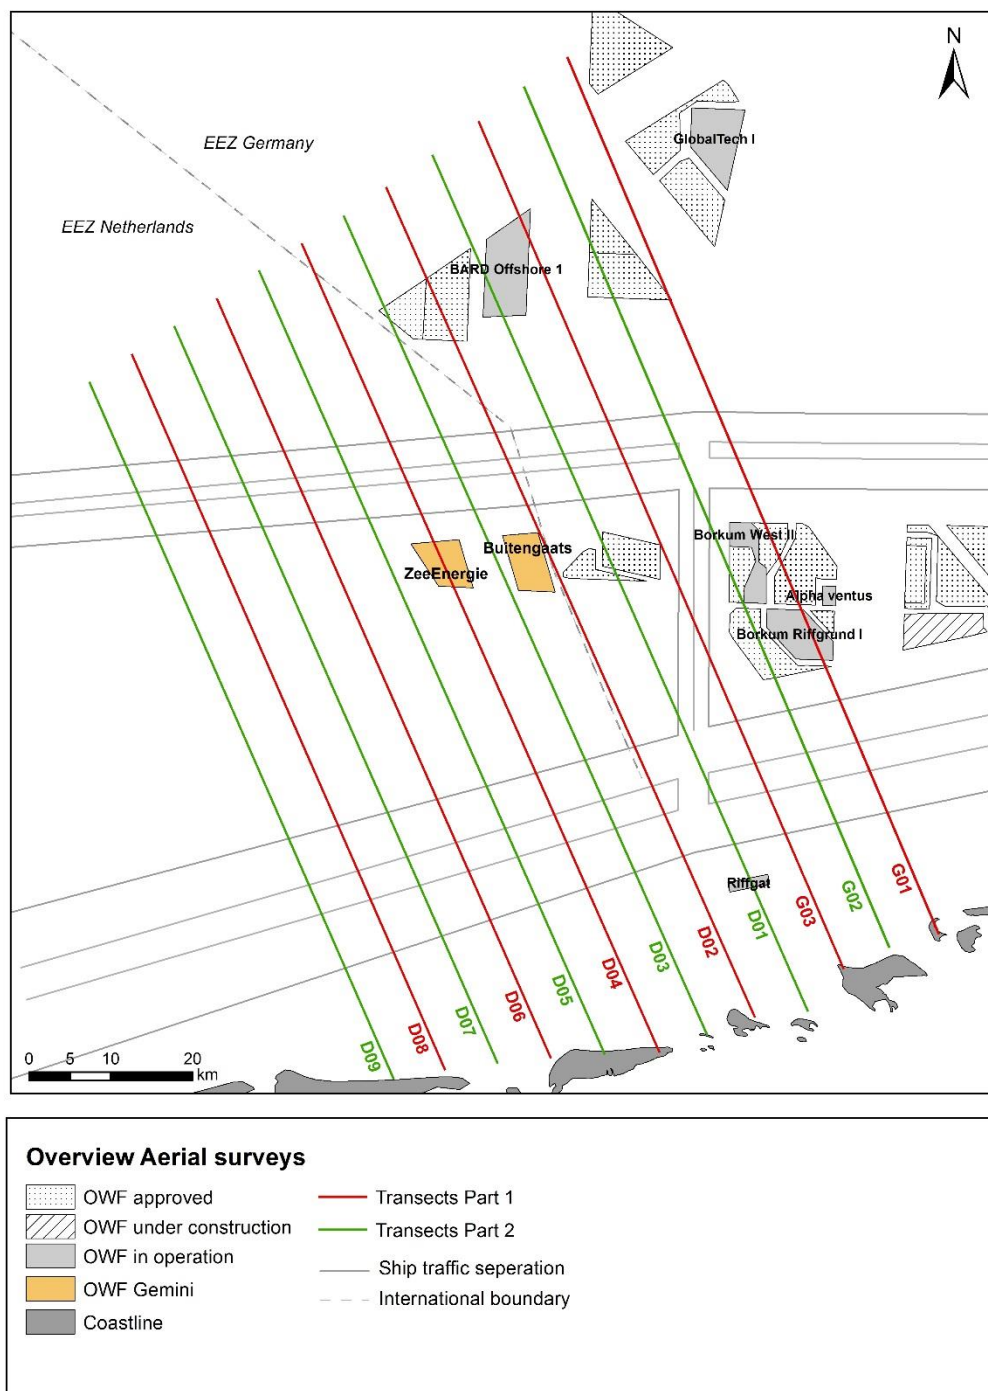 N
EEZ Germany
GlobalTech I
EEZ Netherlands
BARD Offshore 1
Borkum West II
Buitengaats
ZeeEnergie
Alpha ventus
Borkum Riffgrund I
Riffgat
G01
G02
G03
D01
D02
D03
D04
D05
D06
D07
D08
D09
0 5 10 20
km
Overview Aerial surveys
OWF approved
OWF under construction
OWF in operation
OWF Gemini
Coastline
Transects Part 1
Transects Part 2
Ship traffic seperation
International boundary